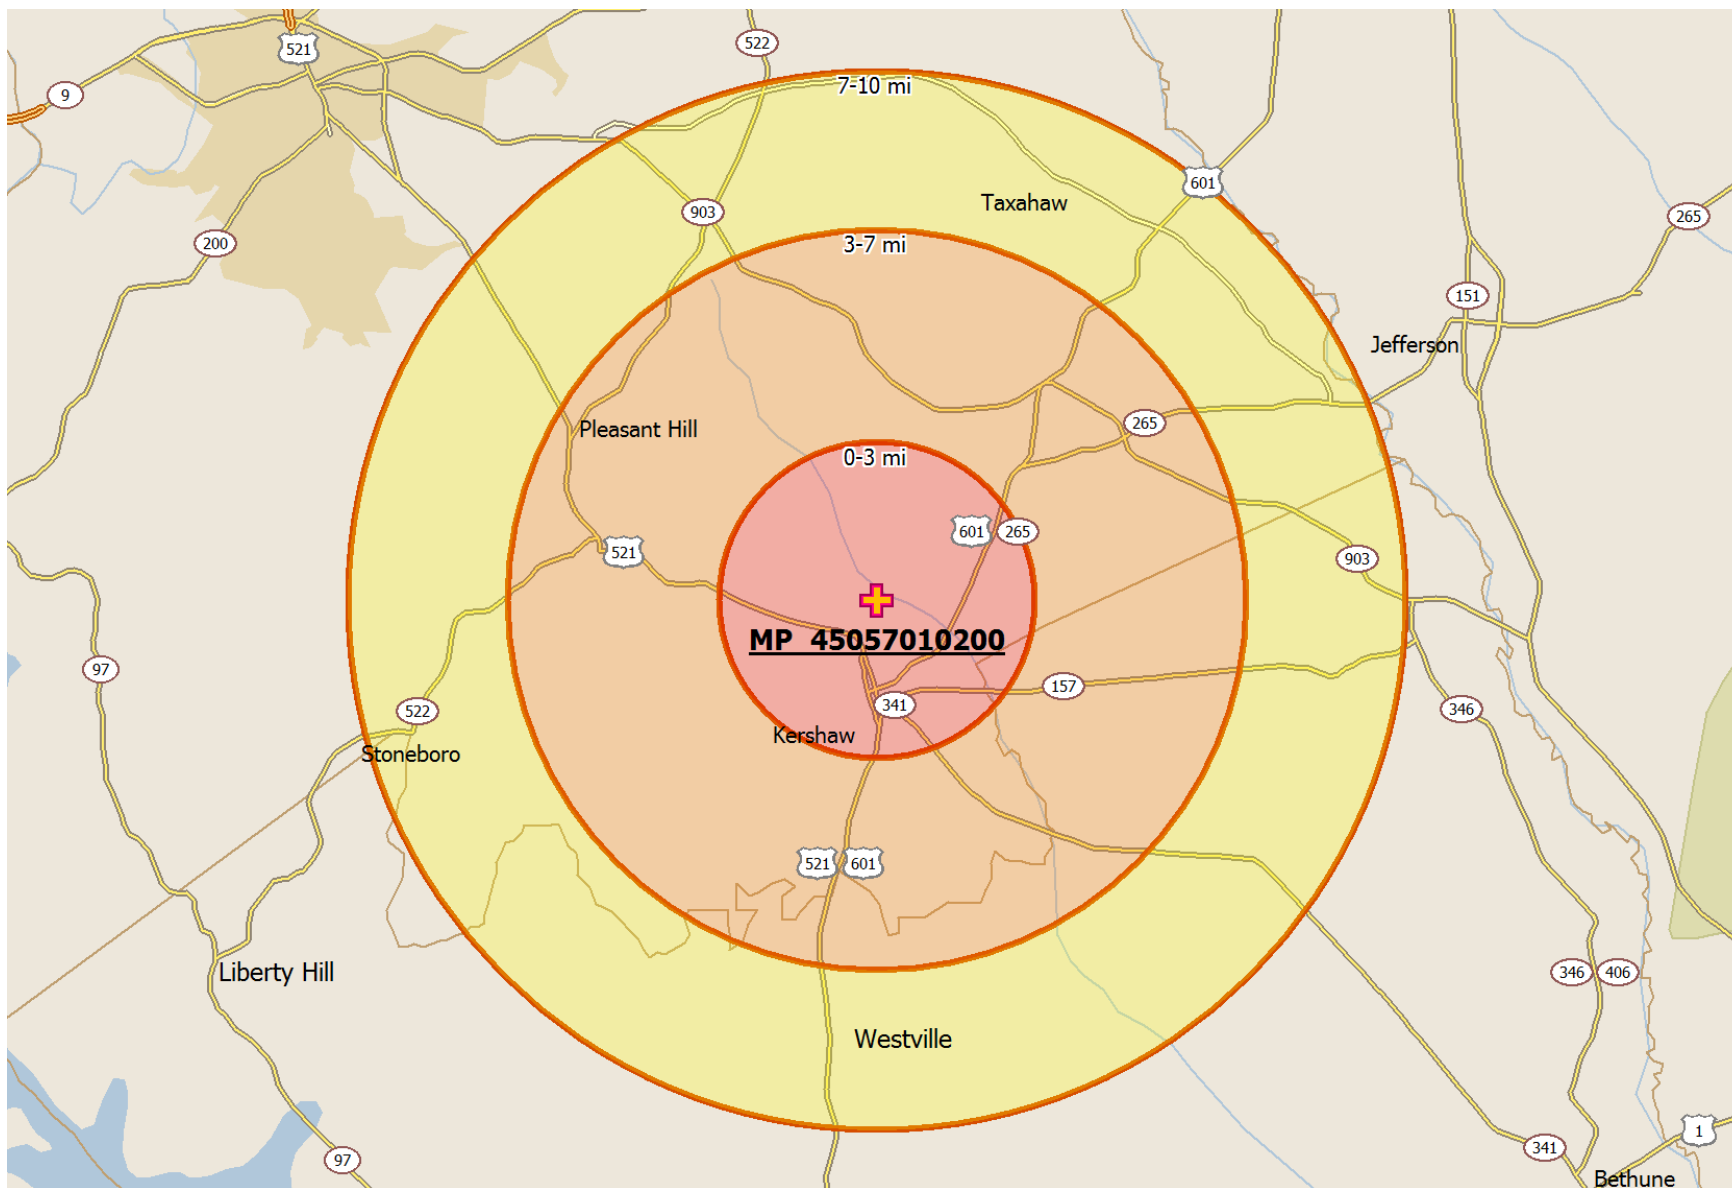 521
522
7-10 mi
9
601
Taxahaw
903
265
200
3-7 mi
151
Jefferson
265
Pleasant Hill
0-3 mi
601
265
521
903
MP 45057010200
97
157
341
522
346
Kershaw
Stoneboro
521
601
346
406
Liberty Hill
Westville
1
341
97
Bethune